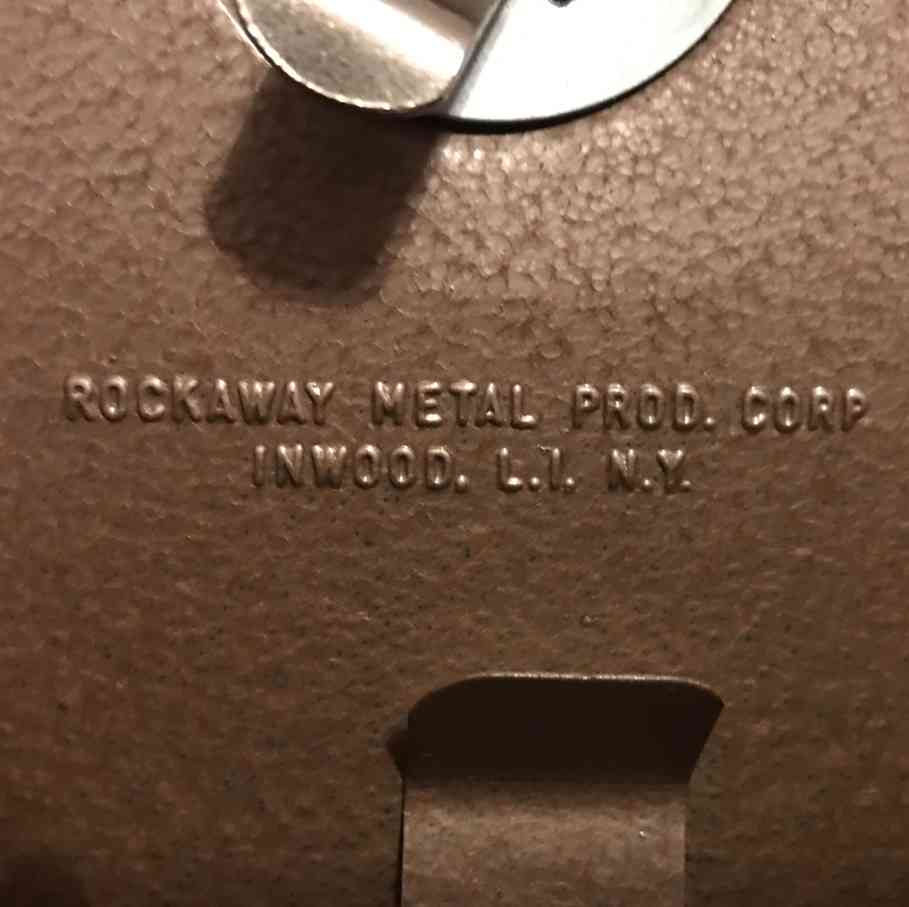 ROCKAWAY METAL PROD. CORP
INWOOD. L.I. N.Y.